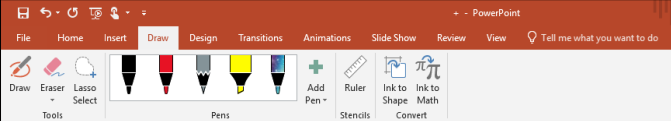 + - PowerPoint
File Home Insert Draw Design Transitions Animations Slide Show Review View Tell me what you want to do
Draw Eraser Lasso Select Add Pen Ruler Ink to Shape Ink to Math
Tools Pens Stencils Convert